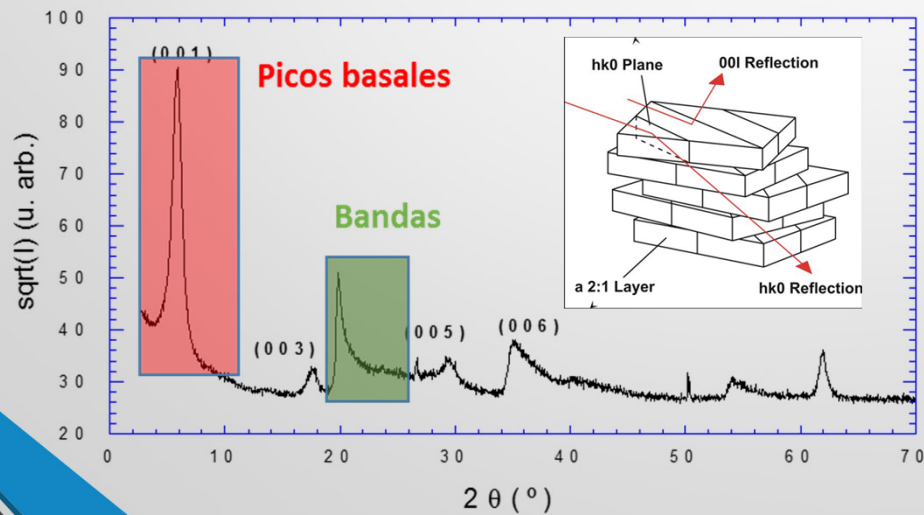 100
90
80
70
60
50
40
30
20
sqrt(I) (u. arb.)
(001)
Picos basales
Bandas
(003)
(005)
(006)
hk0 Plane
00l Reflection
a 2:1 Layer
hk0 Reflection
0 10 20 30 40 50 60 70
2 θ (º)